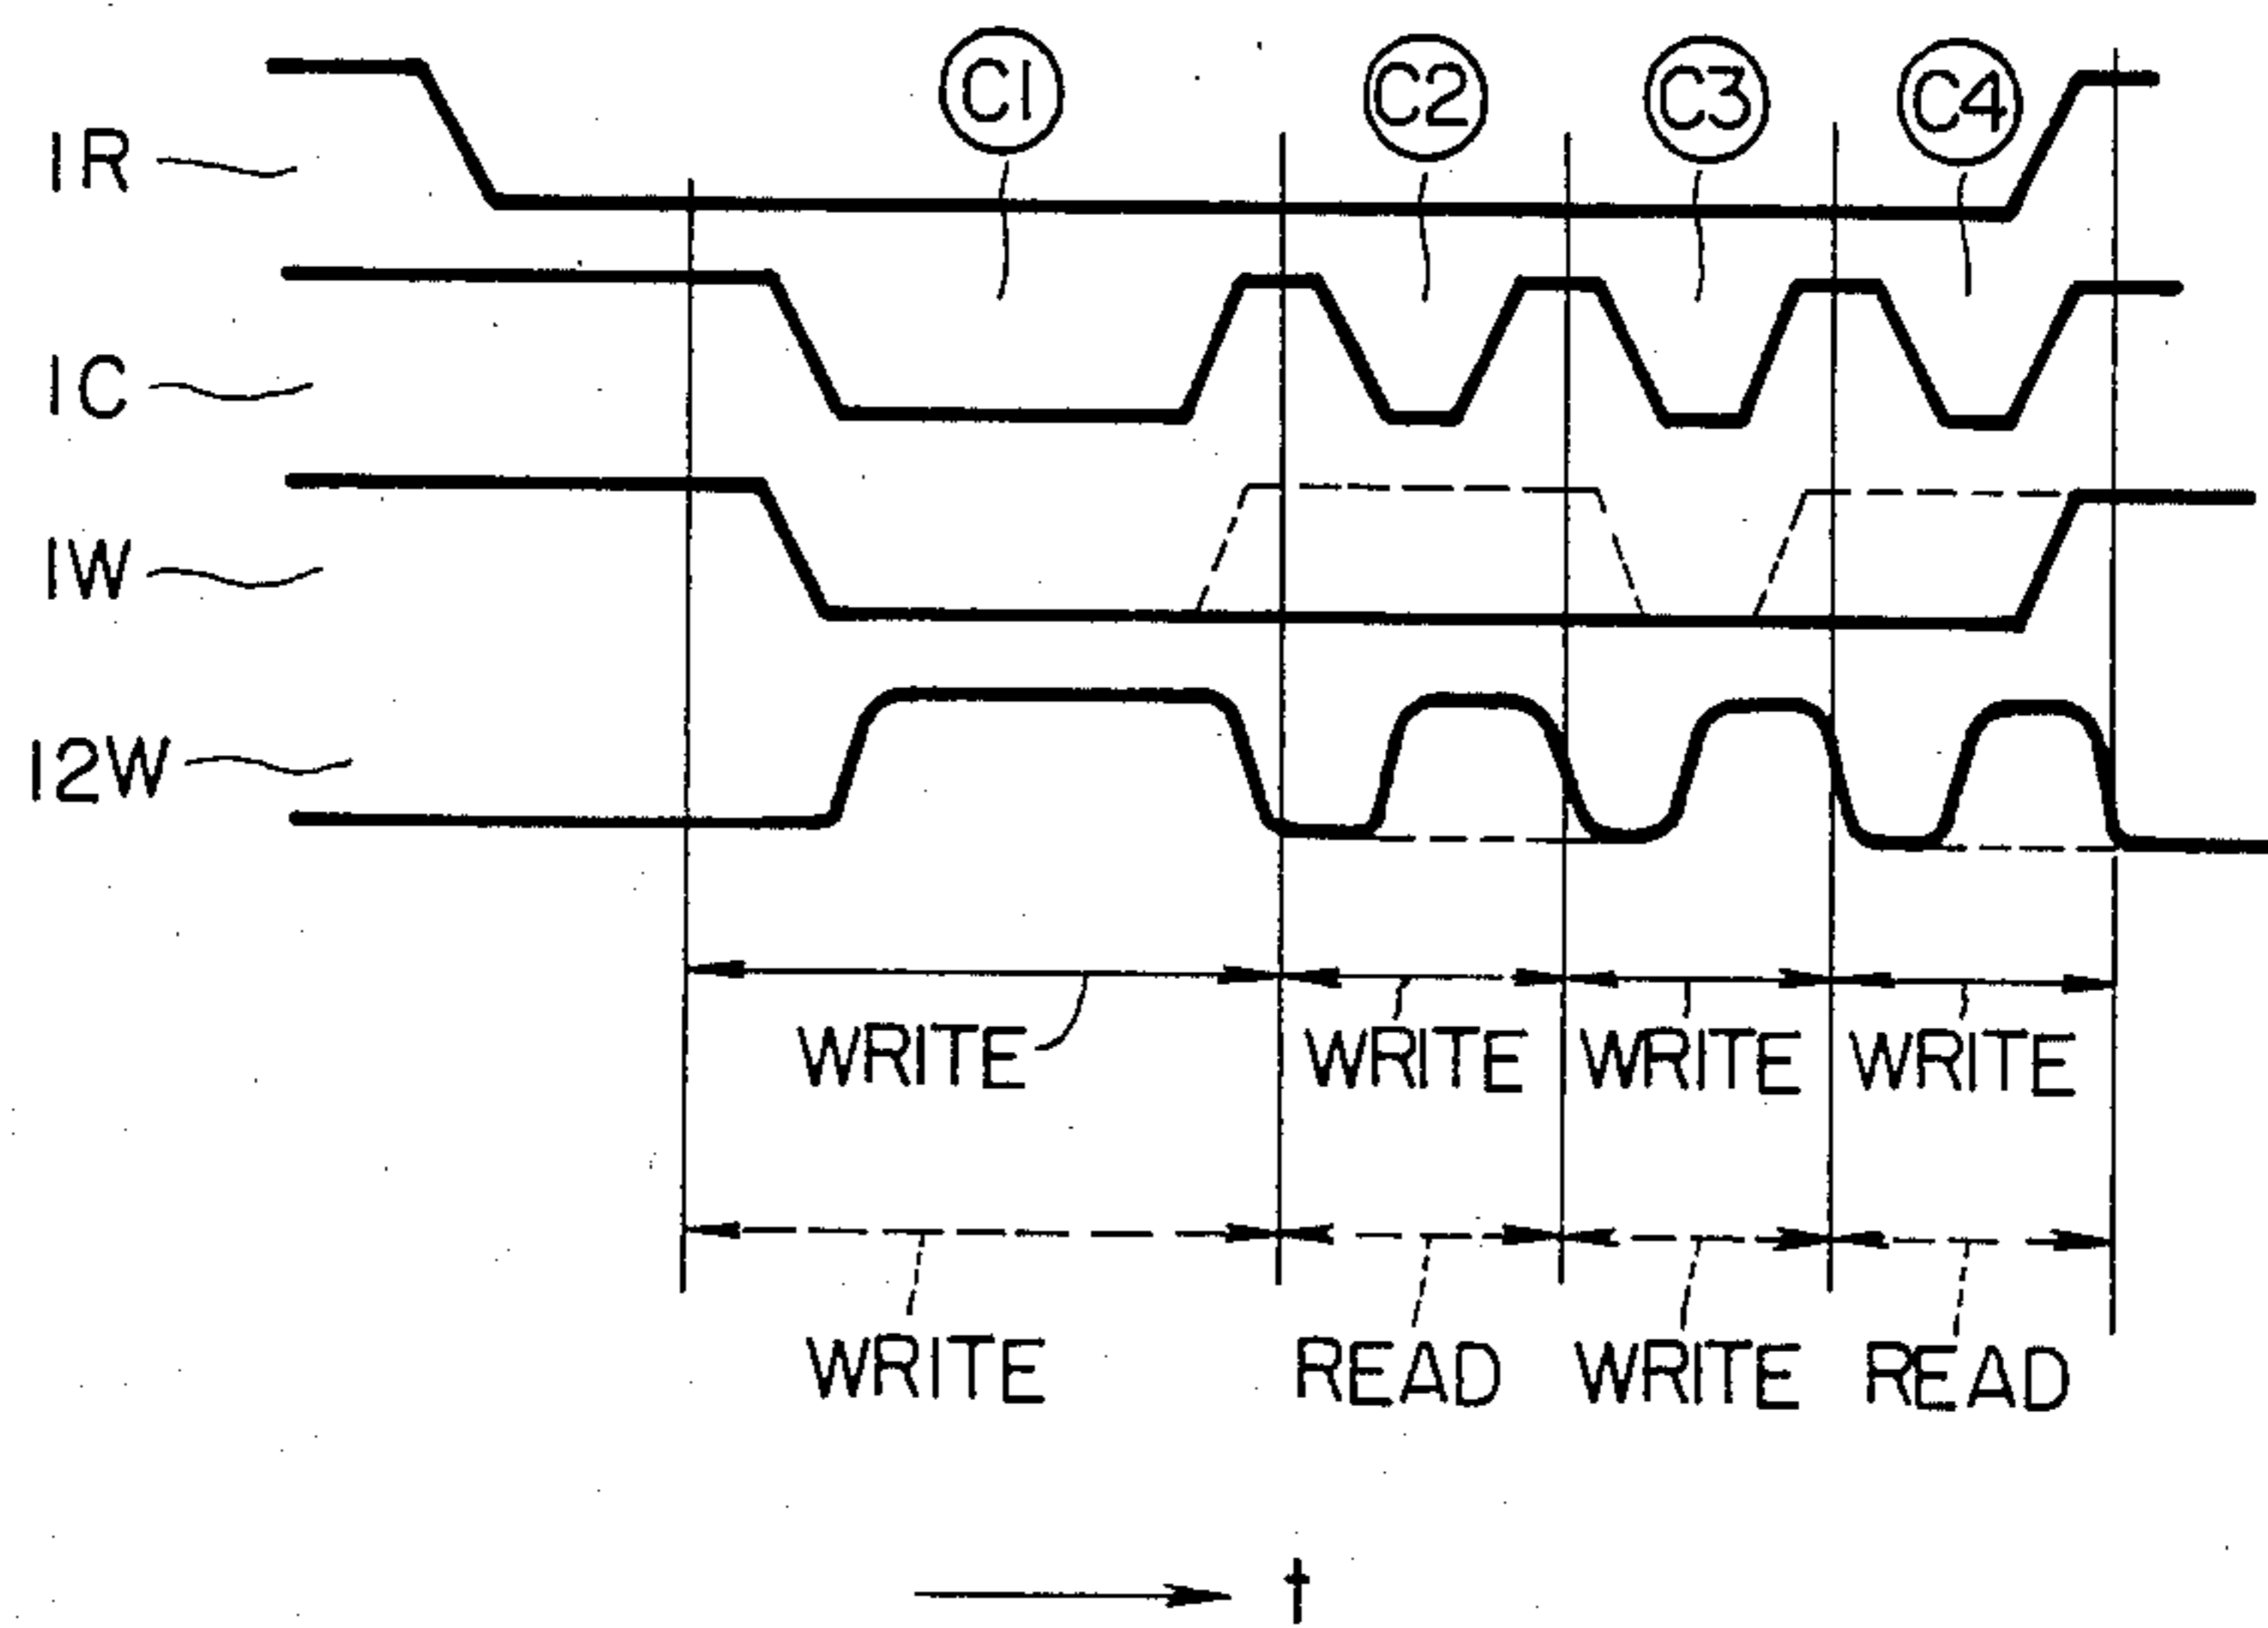 C1 C2 C3 C4
1R
1C
1W
12W
WRITE WRITE WRITE WRITE
WRITE READ WRITE READ
t